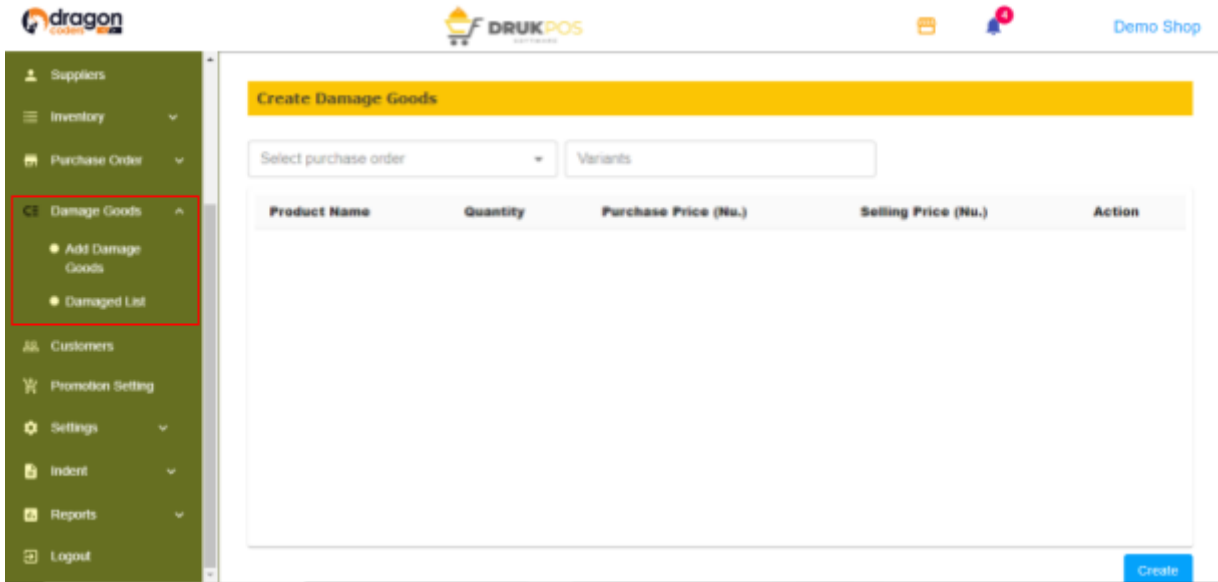 dragon
coders
DRUKPOS
SOFTWARE
4
Demo Shop
Suppliers
Inventory
Purchase Order
Damage Goods
Add Damage
Goods
Damaged List
Customers
Promotion Setting
Settings
Indent
Reports
Logout
Create Damage Goods
Select purchase order
Variants
Product Name Quantity Purchase Price (Nu.) Selling Price (Nu.) Action
Create